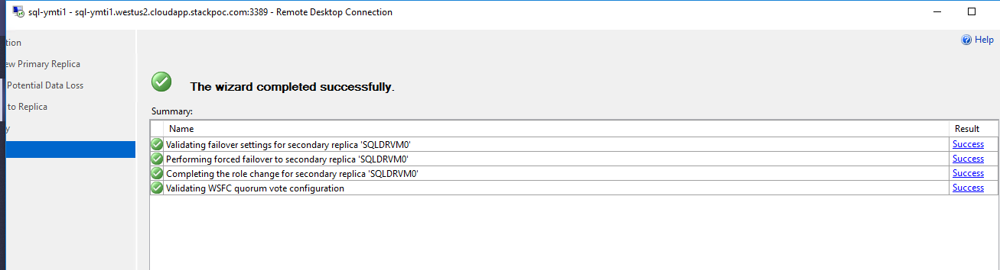 sql-ymti1 - sql-ymti1.westus2.cloudapp.stackpoc.com:3389 - Remote Desktop Connection
Help
tion
ew Primary Replica
Potential Data Loss
to Replica
y
The wizard completed successfully.
Summary:
Name Result
Validating failover settings for secondary replica 'SQLDRVM0' Success
Performing forced failover to secondary replica 'SQLDRVM0' Success
Completing the role change for secondary replica 'SQLDRVM0' Success
Validating WSFC quorum vote configuration Success